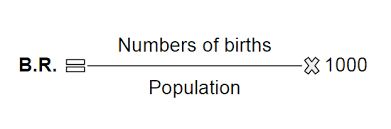 Numbers of births
B.R. = × 1000
Population